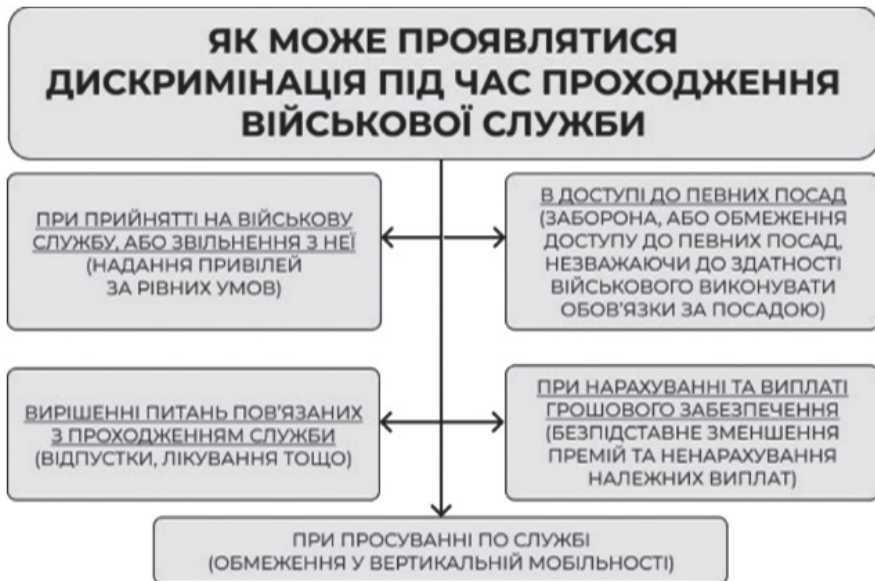 ЯК МОЖЕ ПРОЯВЛЯТИСЯ
ДИСКРИМІНАЦІЯ ПІД ЧАС ПРОХОДЖЕННЯ
ВІЙСЬКОВОЇ СЛУЖБИ
ПРИ ПРИЙНЯТТІ НА ВІЙСЬКОВУ
СЛУЖБУ, АБО ЗВІЛЬНЕННЯ З НЕЇ
(НАДАННЯ ПРИВІЛЕЙ
ЗА РІВНИХ УМОВ)
В ДОСТУПІ ДО ПЕВНИХ ПОСАД
(ЗАБОРОНА, АБО ОБМЕЖЕННЯ
ДОСТУПУ ДО ПЕВНИХ ПОСАД,
НЕЗВАЖАЮЧИ ДО ЗДАТНОСТІ
ВІЙСЬКОВОГО ВИКОНУВАТИ
ОБОВ'ЯЗКИ ЗА ПОСАДОЮ)
ВИРІШЕННІ ПИТАНЬ ПОВ'ЯЗАНИХ
З ПРОХОДЖЕННЯМ СЛУЖБИ
(ВІДПУСТКИ, ЛІКУВАННЯ ТОЩО)
ПРИ НАРАХУВАННІ ТА ВИПЛАТІ
ГРОШОВОГО ЗАБЕЗПЕЧЕННЯ
(БЕЗПІДСТАВНЕ ЗМЕНШЕННЯ
ПРЕМІЙ ТА НЕНАРАХУВАННЯ
НАЛЕЖНИХ ВИПЛАТ)
ПРИ ПРОСУВАННІ ПО СЛУЖБІ
(ОБМЕЖЕННЯ У ВЕРТИКАЛЬНІЙ МОБІЛЬНОСТІ)